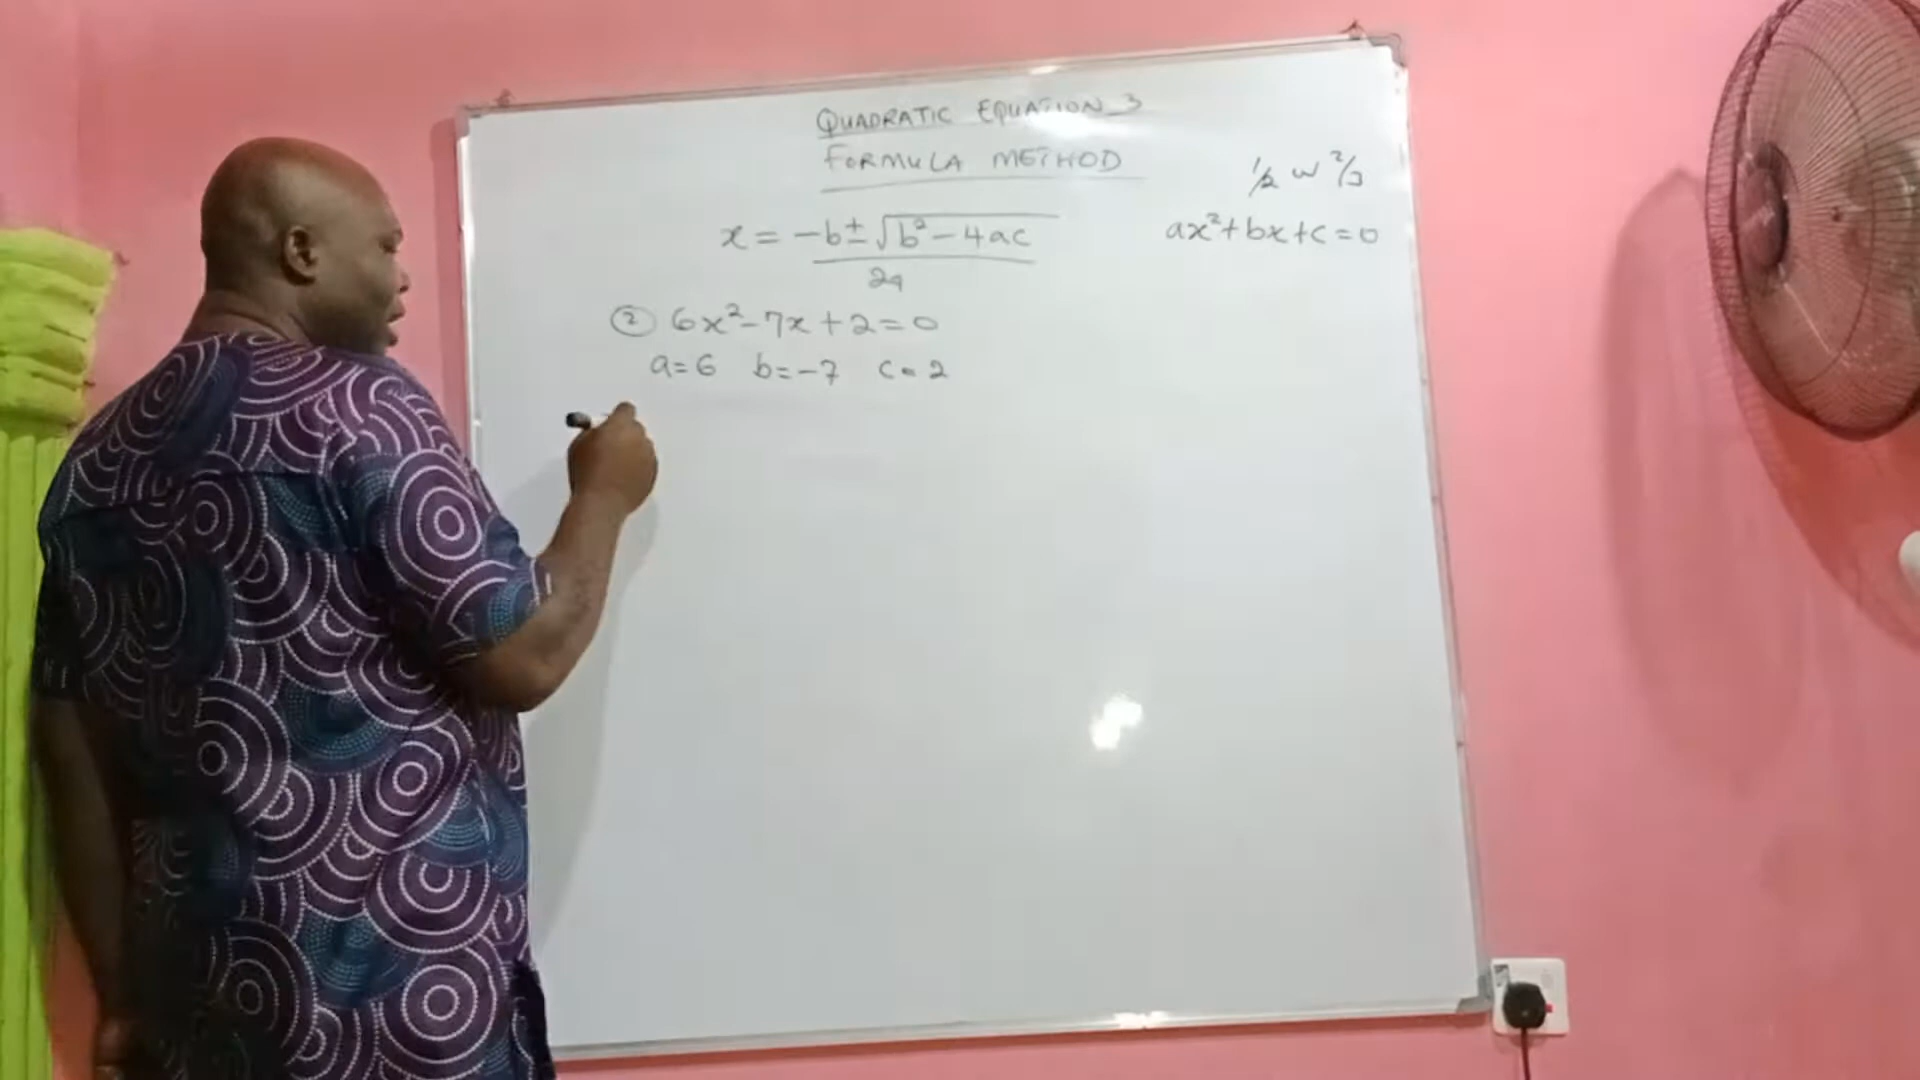 QUADRATIC EQUATION 3
FORMULA METHOD
1/2 w 2/3
x = -b ± √b² - 4ac
2a
ax² + bx + c = 0
② 6x² - 7x + 2 = 0
a = 6 b = -7 c = 2